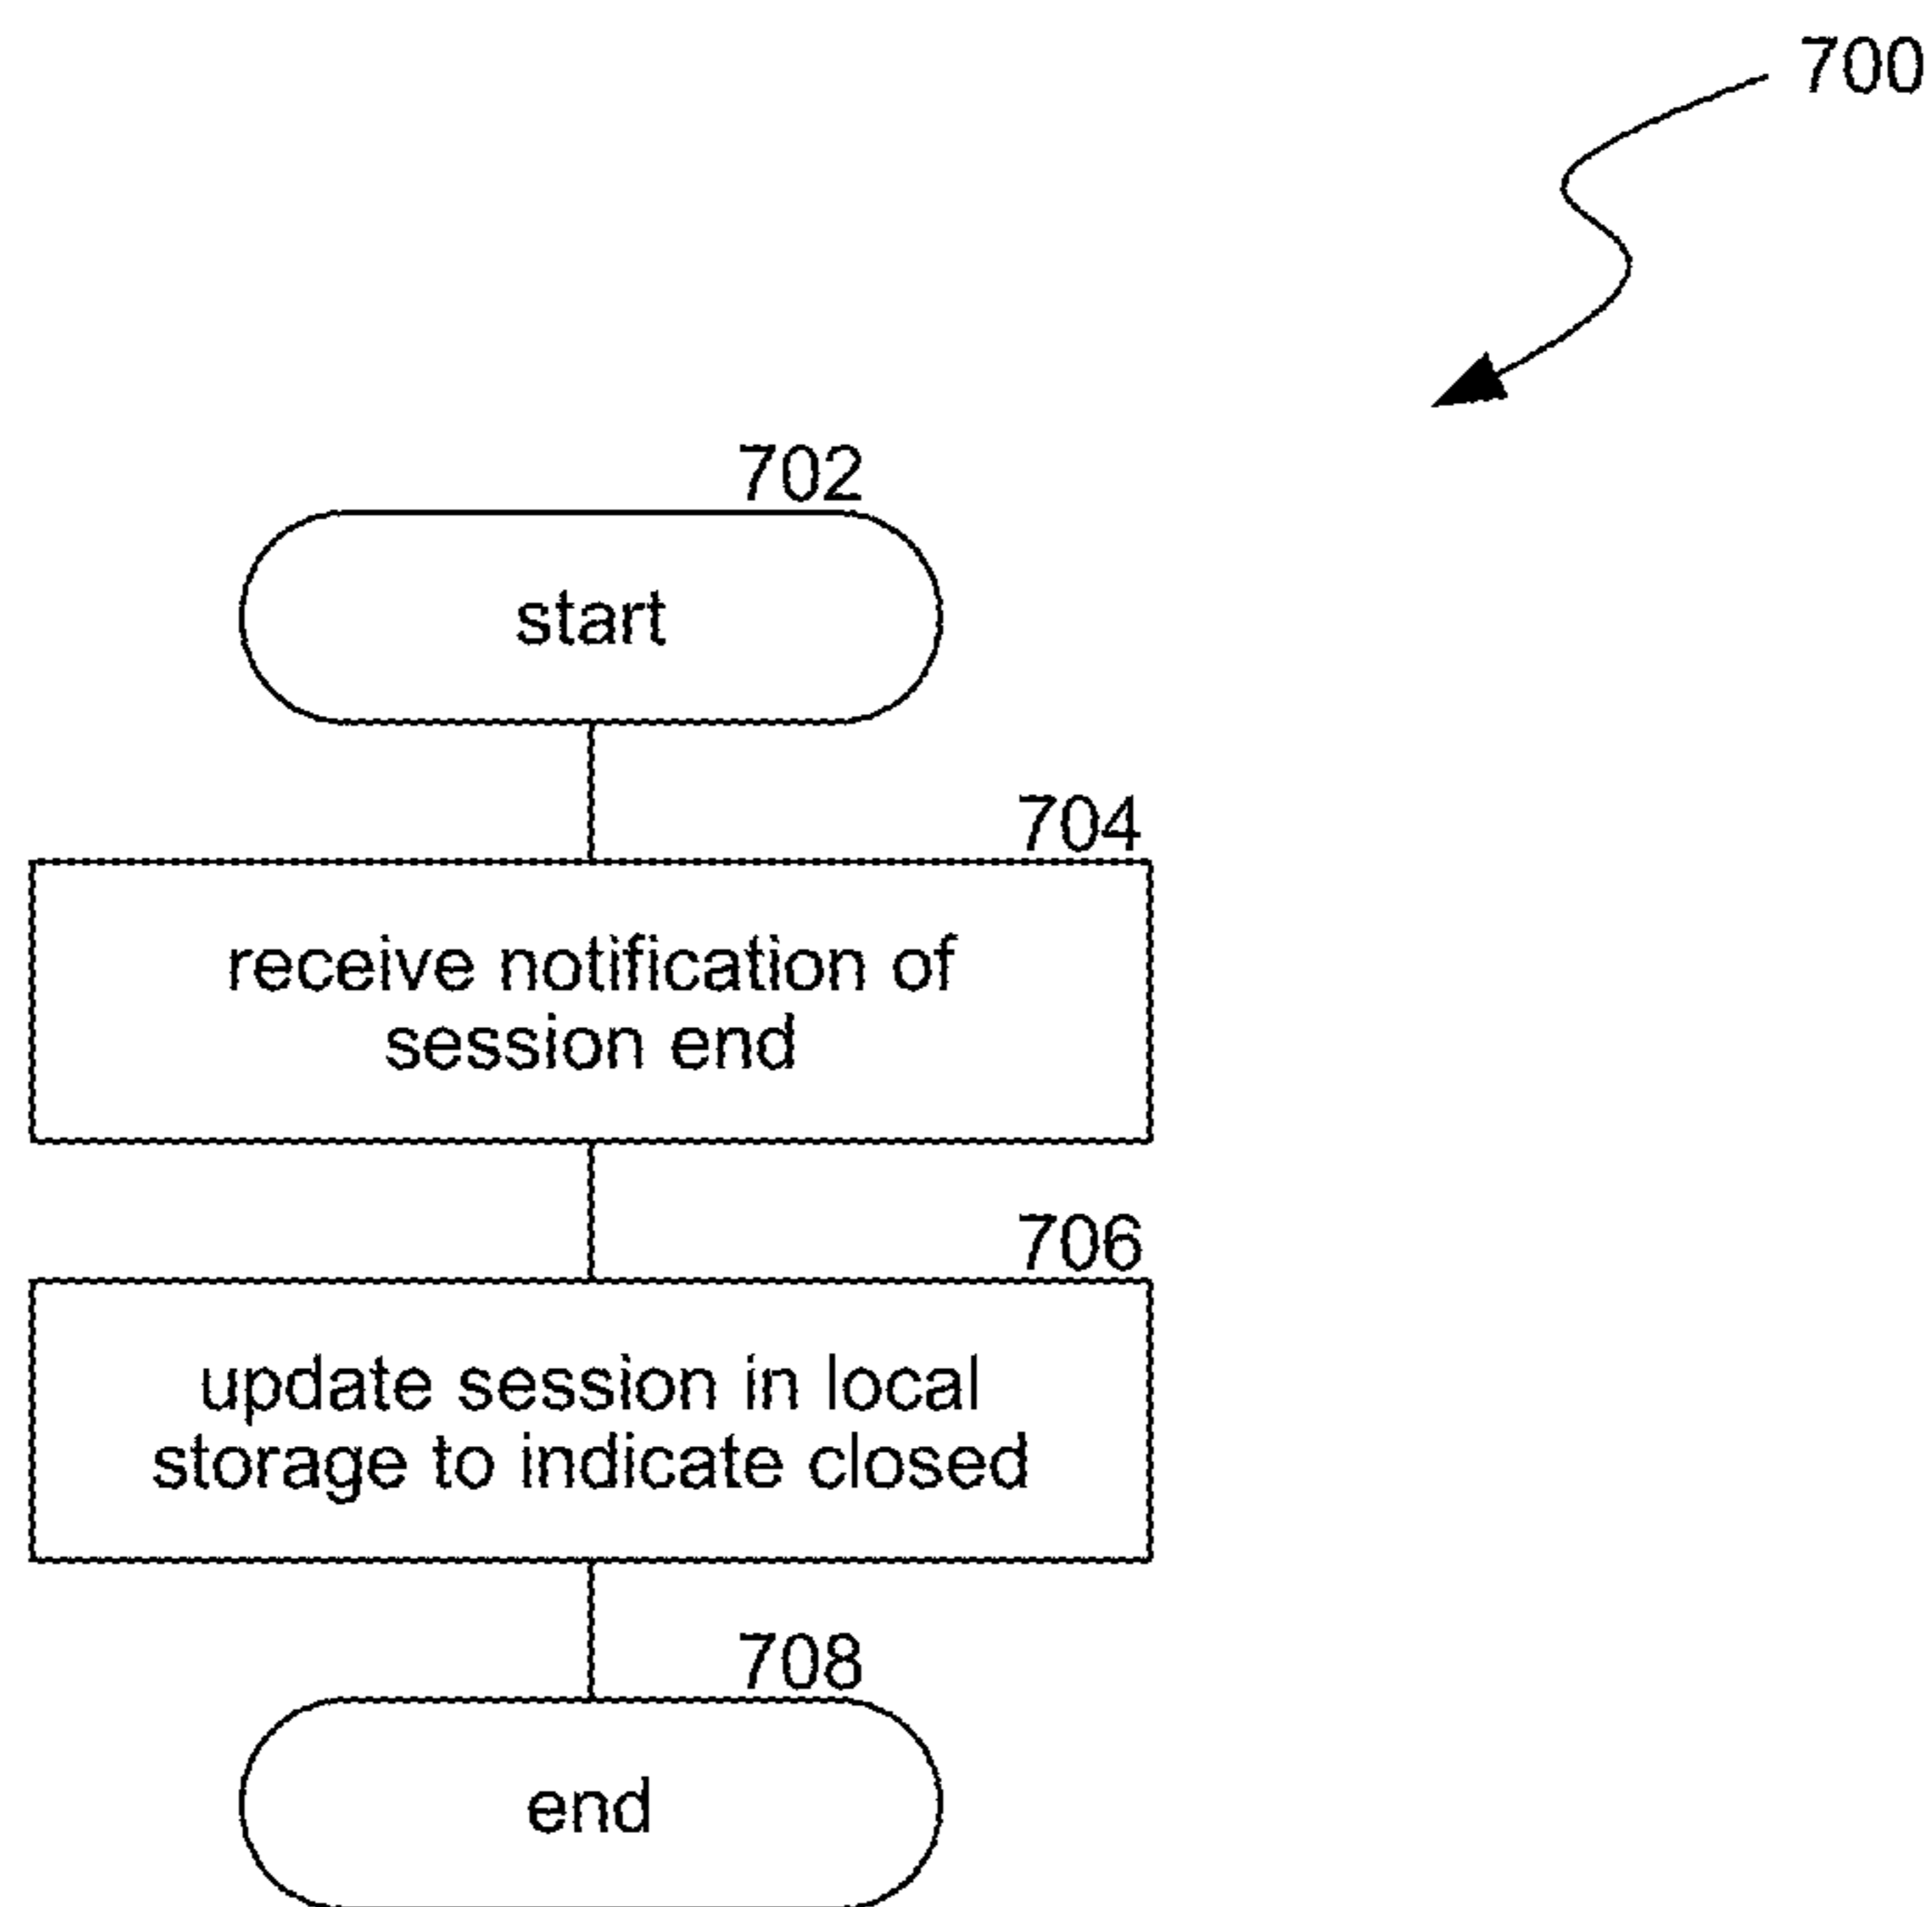 700
702
start
704
receive notification of
session end
706
update session in local
storage to indicate closed
708
end